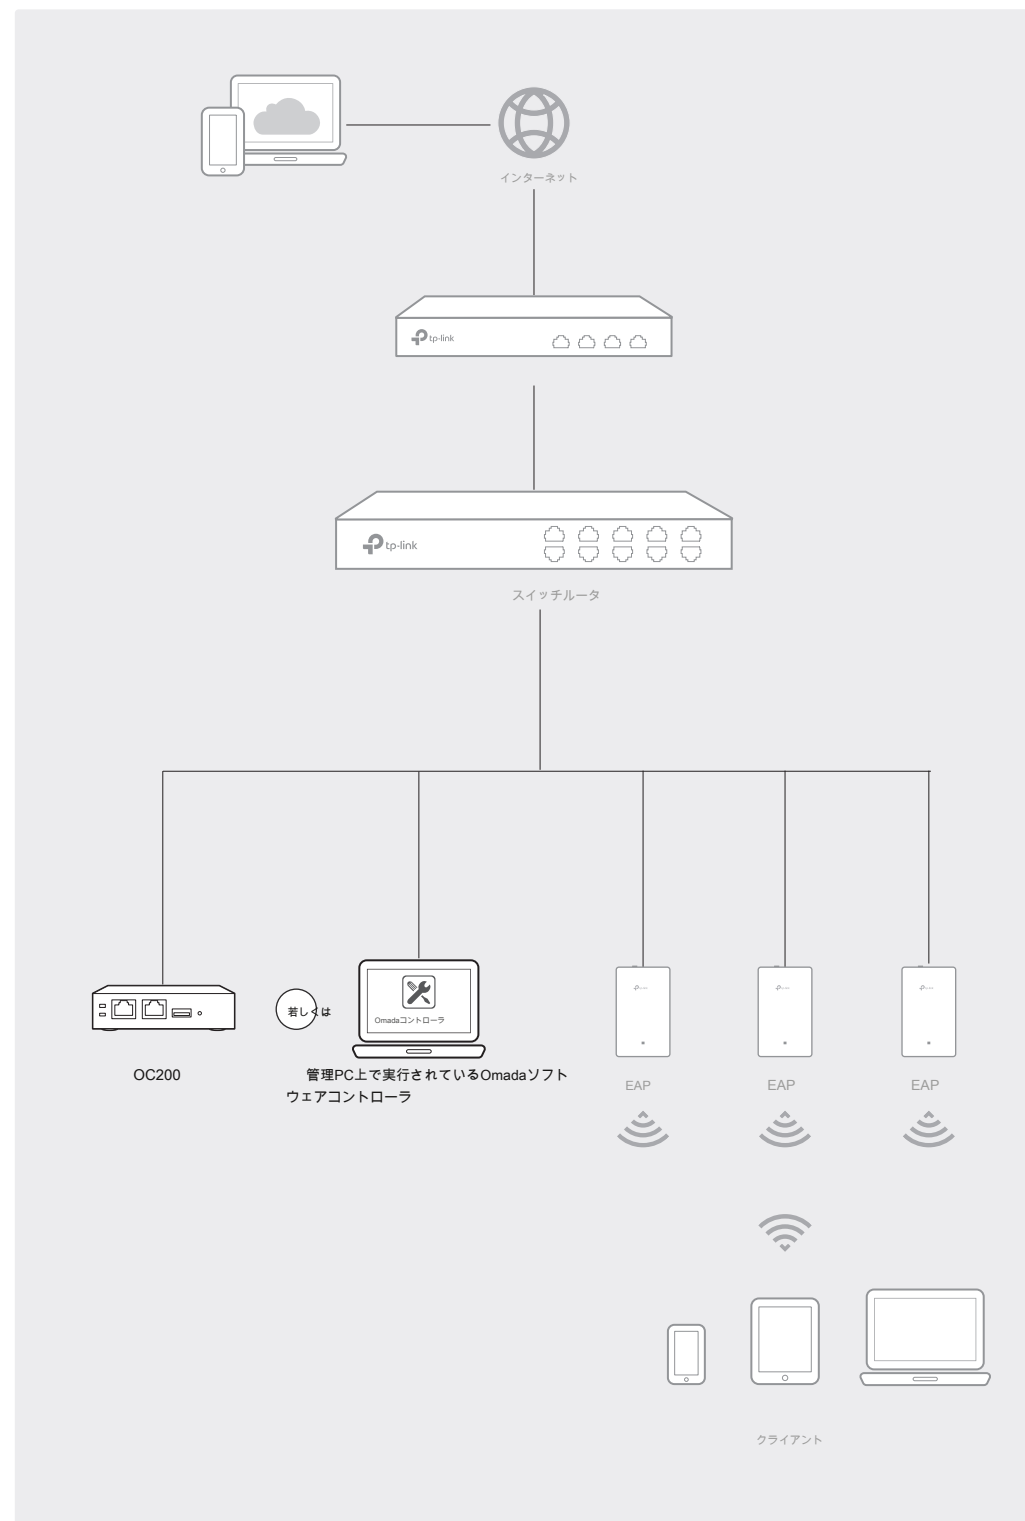 インターネット
tp-link
tp-link
スイッチルータ
Omadaコントローラ
若しくは
OC200
管理PC上で実行されているOmadaソフト
ウェアコントローラ
EAP
EAP
EAP
クライアント